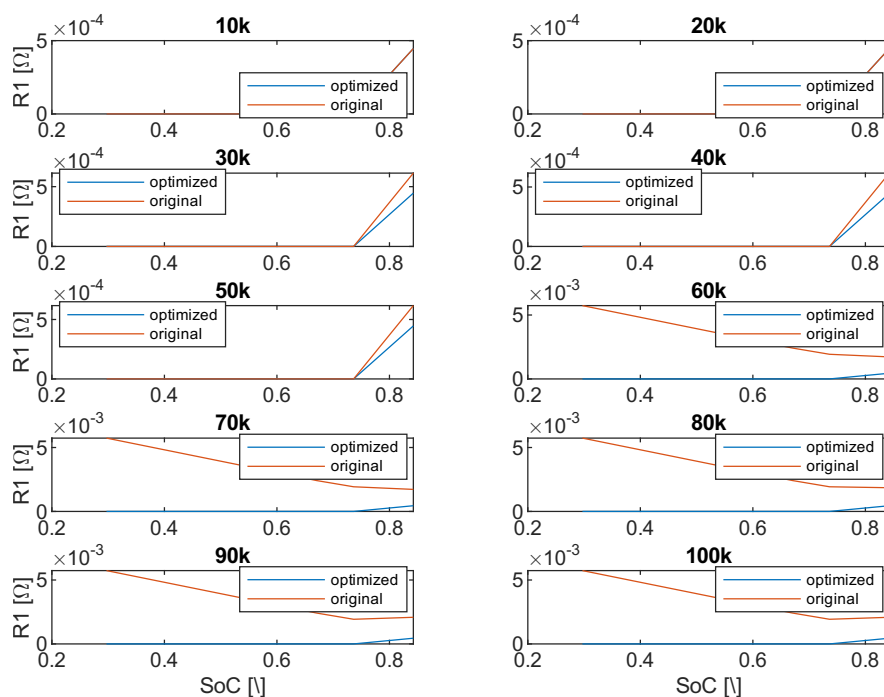 10k
×10⁻⁴
5
0
R1 [Ω]
optimized
original
0.2 0.4 0.6 0.8
20k
×10⁻⁴
5
0
optimized
original
0.2 0.4 0.6 0.8
30k
×10⁻⁴
5
0
R1 [Ω]
optimized
original
0.2 0.4 0.6 0.8
40k
×10⁻⁴
5
0
optimized
original
0.2 0.4 0.6 0.8
50k
×10⁻⁴
5
0
R1 [Ω]
optimized
original
0.2 0.4 0.6 0.8
60k
×10⁻³
5
0
optimized
original
0.2 0.4 0.6 0.8
70k
×10⁻³
5
0
R1 [Ω]
optimized
original
0.2 0.4 0.6 0.8
80k
×10⁻³
5
0
optimized
original
0.2 0.4 0.6 0.8
90k
×10⁻³
5
0
R1 [Ω]
optimized
original
0.2 0.4 0.6 0.8
SoC [\]
100k
×10⁻³
5
0
optimized
original
0.2 0.4 0.6 0.8
SoC [\]